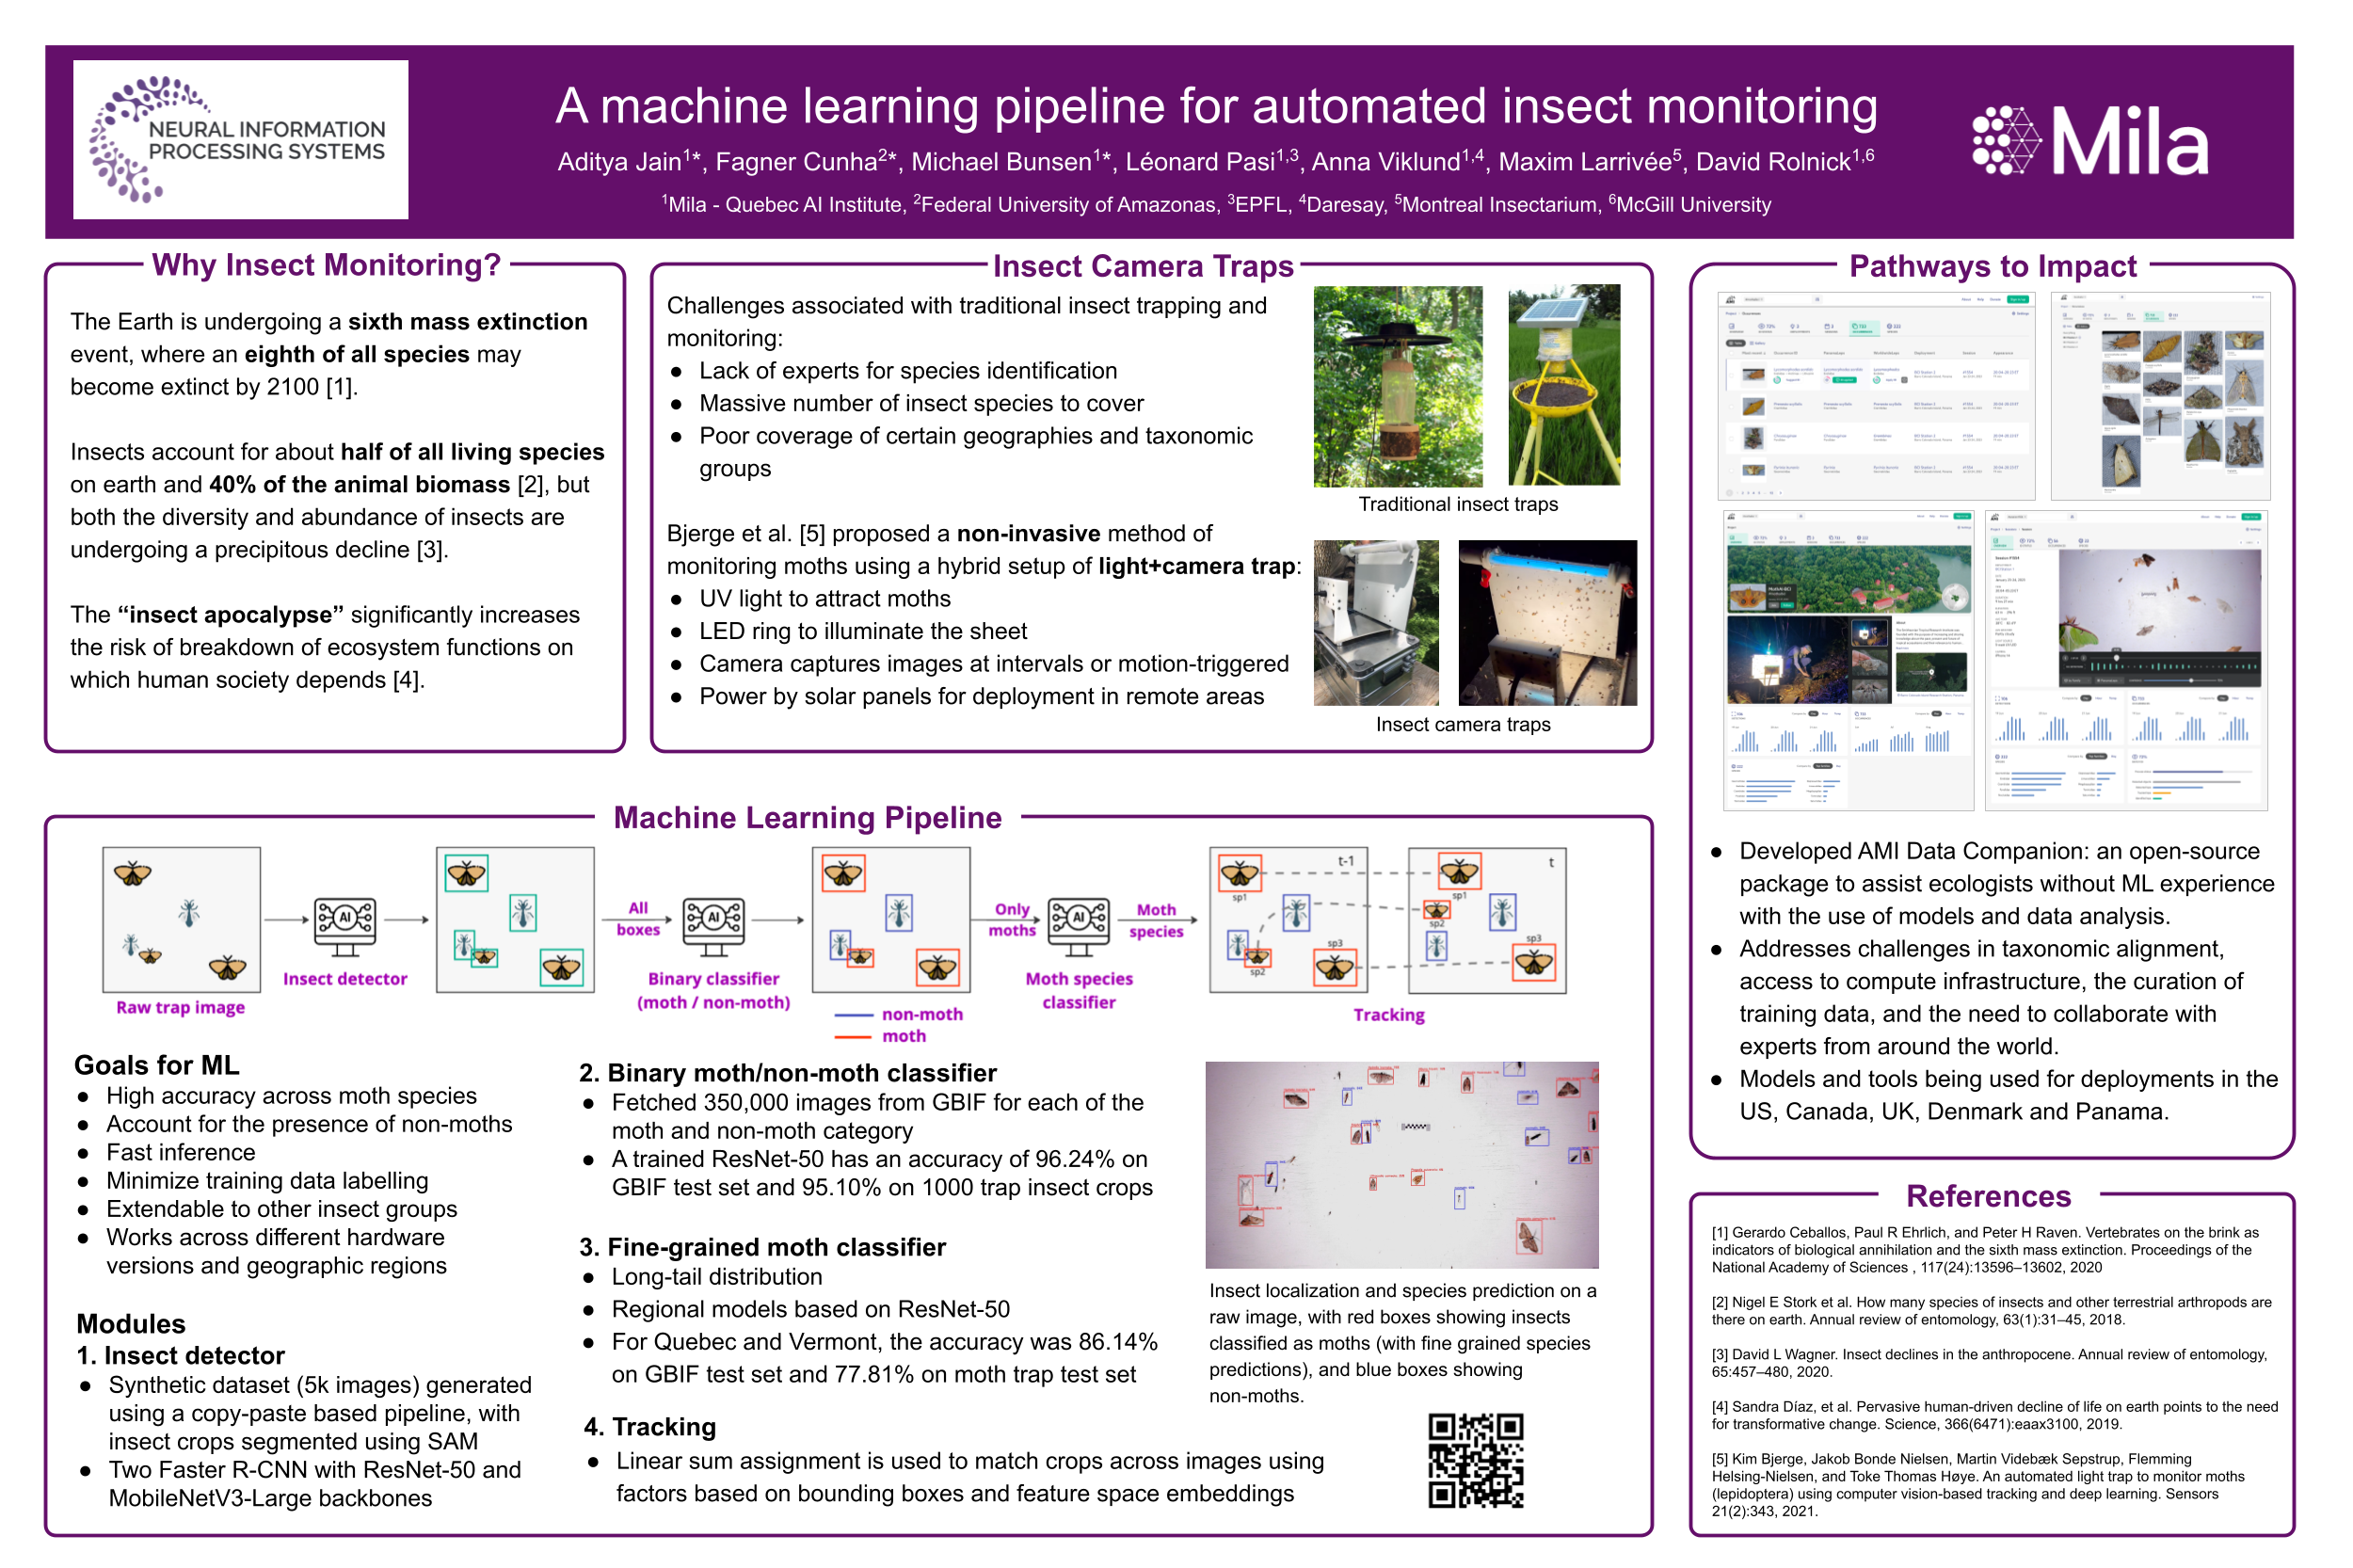 NEURAL INFORMATION
PROCESSING SYSTEMS
A machine learning pipeline for automated insect monitoring
Aditya Jain1*, Fagner Cunha2*, Michael Bunsen1*, Léonard Pasi1,3, Anna Viklund1,4, Maxim Larrivée5, David Rolnick1,6
1Mila - Quebec AI Institute, 2Federal University of Amazonas, 3EPFL, 4Daresay, 5Montreal Insectarium, 6McGill University
Mila
Why Insect Monitoring?
The Earth is undergoing a sixth mass extinction
event, where an eighth of all species may
become extinct by 2100 [1].
Insects account for about half of all living species
on earth and 40% of the animal biomass [2], but
both the diversity and abundance of insects are
undergoing a precipitous decline [3].
The “insect apocalypse” significantly increases
the risk of breakdown of ecosystem functions on
which human society depends [4].
Insect Camera Traps
Challenges associated with traditional insect trapping and
monitoring:
● Lack of experts for species identification
● Massive number of insect species to cover
● Poor coverage of certain geographies and taxonomic
groups
Bjerge et al. [5] proposed a non-invasive method of
monitoring moths using a hybrid setup of light+camera trap:
● UV light to attract moths
● LED ring to illuminate the sheet
● Camera captures images at intervals or motion-triggered
● Power by solar panels for deployment in remote areas
Traditional insect traps
Insect camera traps
Machine Learning Pipeline
Raw trap image
AI
Insect detector
All
boxes
AI
Binary classifier
(moth / non-moth)
non-moth
moth
Only
moths
AI
Moth species
classifier
Moth
species
t-1
sp1
sp2
sp3
t
sp1
sp2
sp3
Tracking
Goals for ML
● High accuracy across moth species
● Account for the presence of non-moths
● Fast inference
● Minimize training data labelling
● Extendable to other insect groups
● Works across different hardware
versions and geographic regions
Modules
1. Insect detector
● Synthetic dataset (5k images) generated
using a copy-paste based pipeline, with
insect crops segmented using SAM
● Two Faster R-CNN with ResNet-50 and
MobileNetV3-Large backbones
2. Binary moth/non-moth classifier
● Fetched 350,000 images from GBIF for each of the
moth and non-moth category
● A trained ResNet-50 has an accuracy of 96.24% on
GBIF test set and 95.10% on 1000 trap insect crops
3. Fine-grained moth classifier
● Long-tail distribution
● Regional models based on ResNet-50
● For Quebec and Vermont, the accuracy was 86.14%
on GBIF test set and 77.81% on moth trap test set
4. Tracking
● Linear sum assignment is used to match crops across images using
factors based on bounding boxes and feature space embeddings
Insect localization and species prediction on a
raw image, with red boxes showing insects
classified as moths (with fine grained species
predictions), and blue boxes showing
non-moths.
Pathways to Impact
● Developed AMI Data Companion: an open-source
package to assist ecologists without ML experience
with the use of models and data analysis.
● Addresses challenges in taxonomic alignment,
access to compute infrastructure, the curation of
training data, and the need to collaborate with
experts from around the world.
● Models and tools being used for deployments in the
US, Canada, UK, Denmark and Panama.
References
[1] Gerardo Ceballos, Paul R Ehrlich, and Peter H Raven. Vertebrates on the brink as
indicators of biological annihilation and the sixth mass extinction. Proceedings of the
National Academy of Sciences , 117(24):13596–13602, 2020
[2] Nigel E Stork et al. How many species of insects and other terrestrial arthropods are
there on earth. Annual review of entomology, 63(1):31–45, 2018.
[3] David L Wagner. Insect declines in the anthropocene. Annual review of entomology,
65:457–480, 2020.
[4] Sandra Díaz, et al. Pervasive human-driven decline of life on earth points to the need
for transformative change. Science, 366(6471):eaax3100, 2019.
[5] Kim Bjerge, Jakob Bonde Nielsen, Martin Videbæk Sepstrup, Flemming
Helsing-Nielsen, and Toke Thomas Høye. An automated light trap to monitor moths
(lepidoptera) using computer vision-based tracking and deep learning. Sensors
21(2):343, 2021.